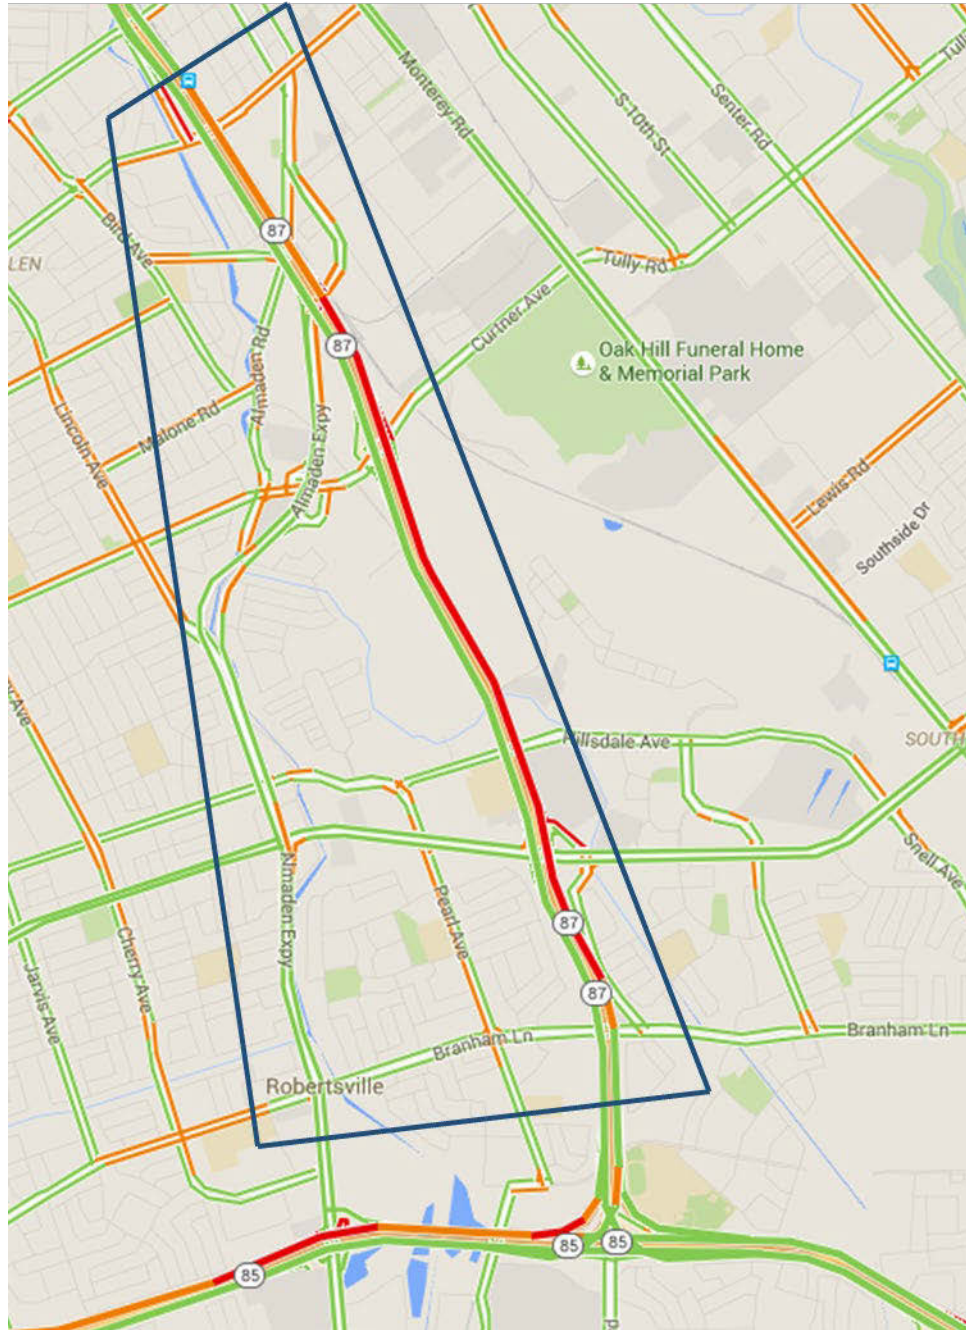 Monterey Rd
S 10th St
Senter Rd
Bird Ave
LEN
87
Tully Rd
Curtner Ave
87
Oak Hill Funeral Home
& Memorial Park
Almaden Rd
Lincoln Ave
Malone Rd
Almaden Expy
Lewis Rd
Southside Dr
Hillsdale Ave
SOUTH
Snell Ave
Almaden Expy
Pearl Ave
87
Cherry Ave
Jarvis Ave
87
Branham Ln
Branham Ln
Robertsville
85
85
85